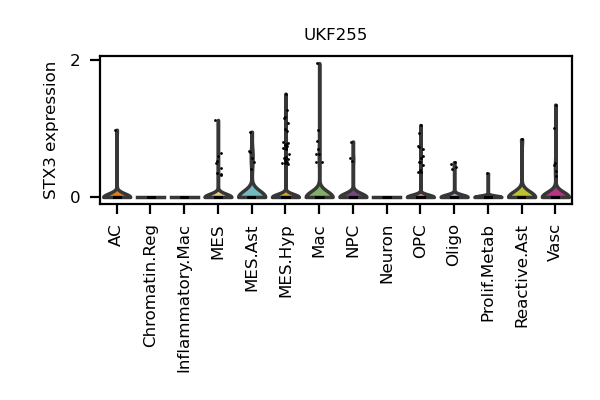 UKF255
STX3 expression
2
0
AC
Chromatin.Reg
Inflammatory.Mac
MES
MES.Ast
MES.Hyp
Mac
NPC
Neuron
OPC
Oligo
Prolif.Metab
Reactive.Ast
Vasc